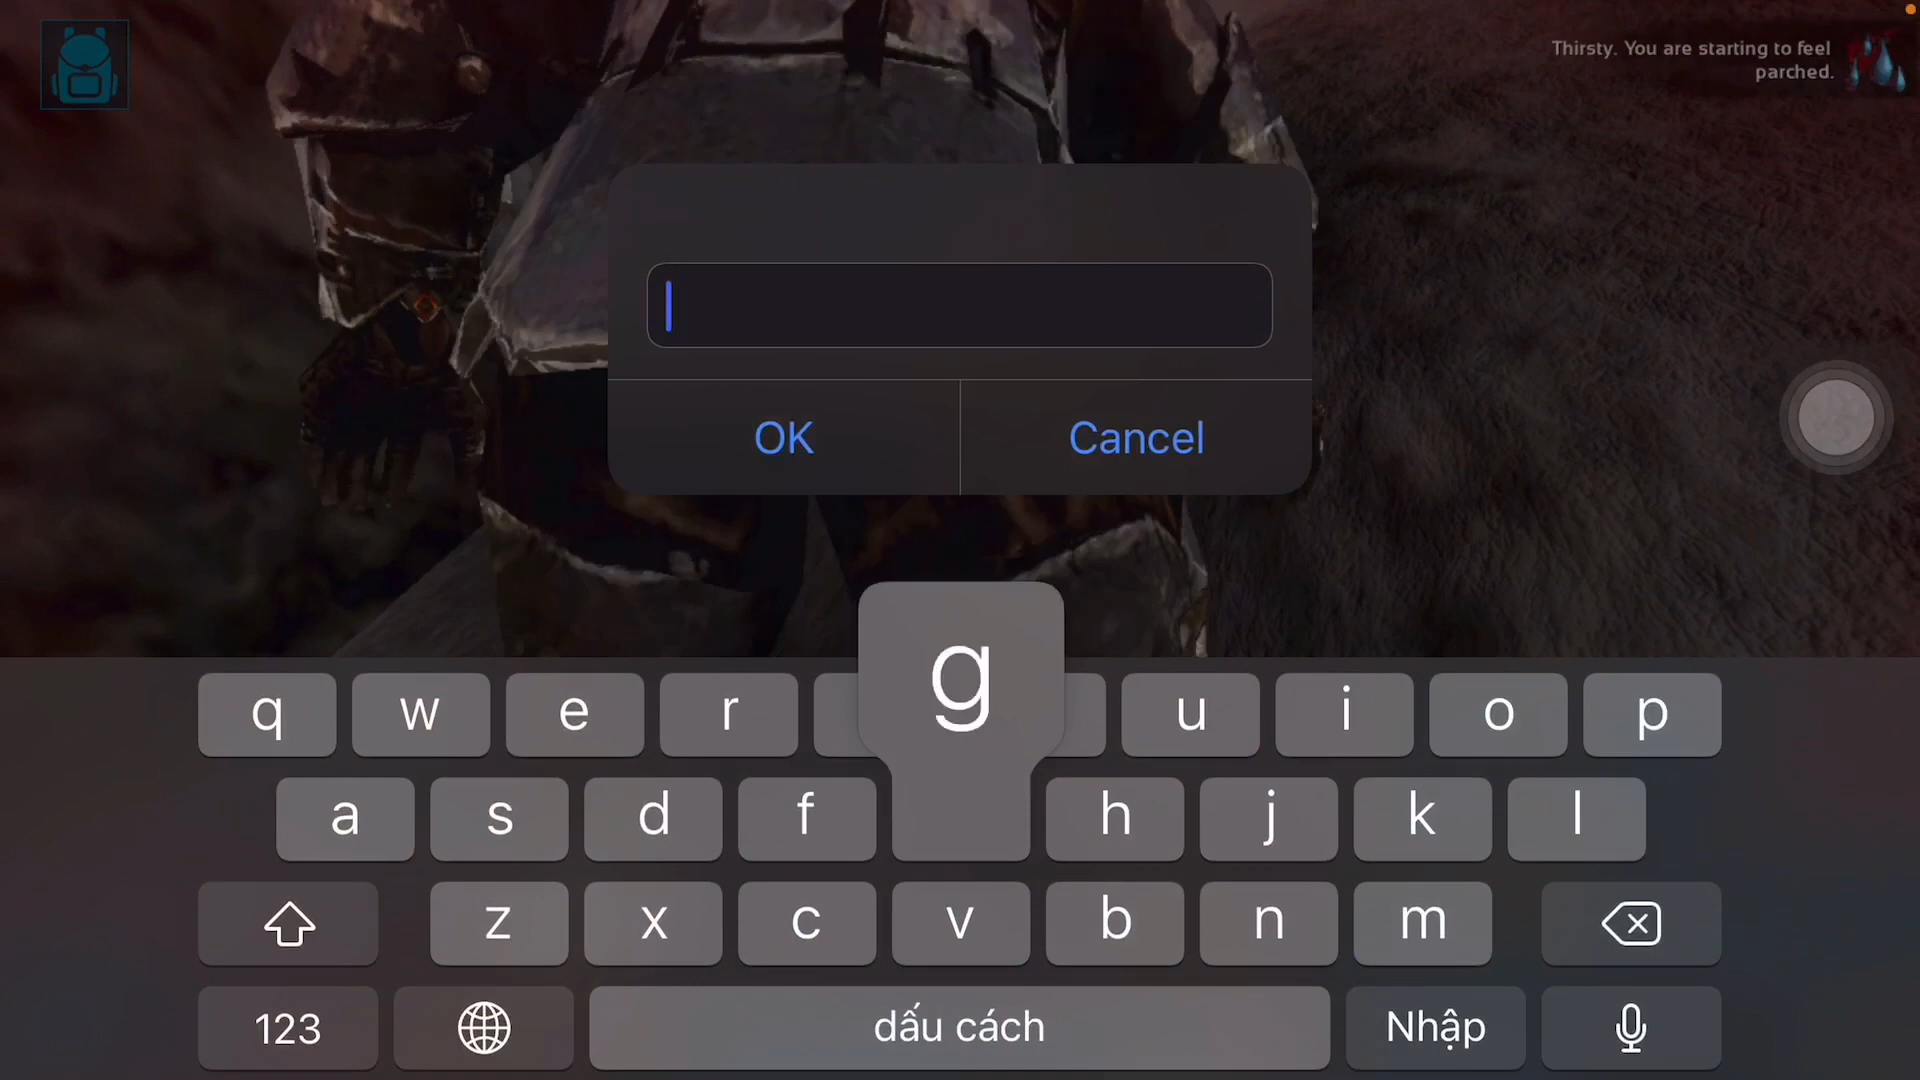 Thirsty. You are starting to feel
parched.
OK
Cancel
g
q w e r u i o p
a s d f h j k l
z x c v b n m
123 dấu cách Nhập